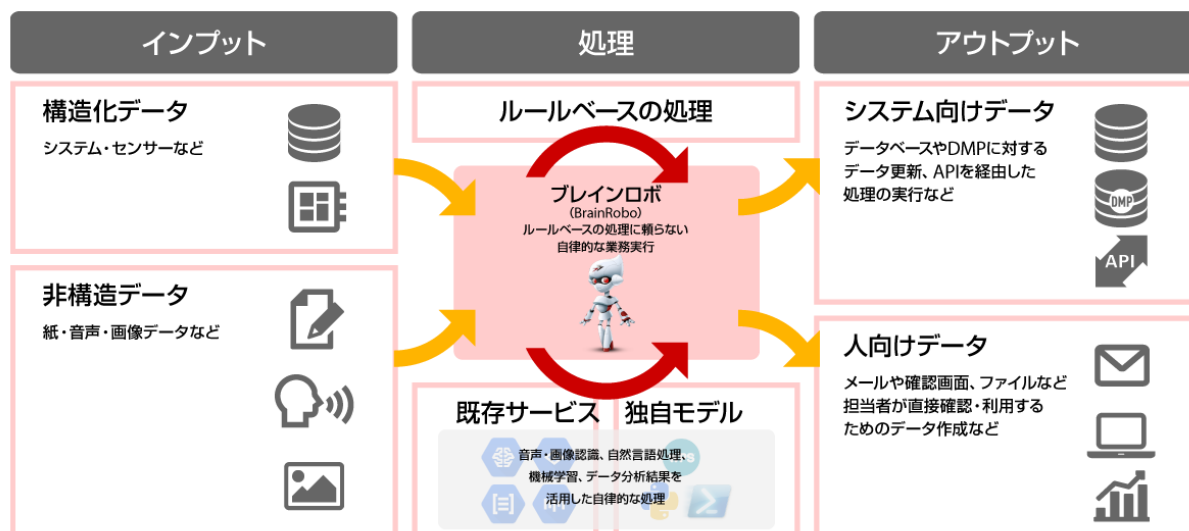 インプット
処理
アウトプット
構造化データ
システム・センサーなど
非構造データ
紙・音声・画像データなど
ルールベースの処理
ブレインロボ
(BrainRobo)
ルールベースの処理に頼らない
自律的な業務実行
既存サービス
独自モデル
音声・画像認識、自然言語処理、
機械学習、データ分析結果を
活用した自律的な処理
システム向けデータ
データベースやDMPに対する
データ更新、APIを経由した
処理の実行など
DMP
API
人向けデータ
メールや確認画面、ファイルなど
担当者が直接確認・利用する
ためのデータ作成など